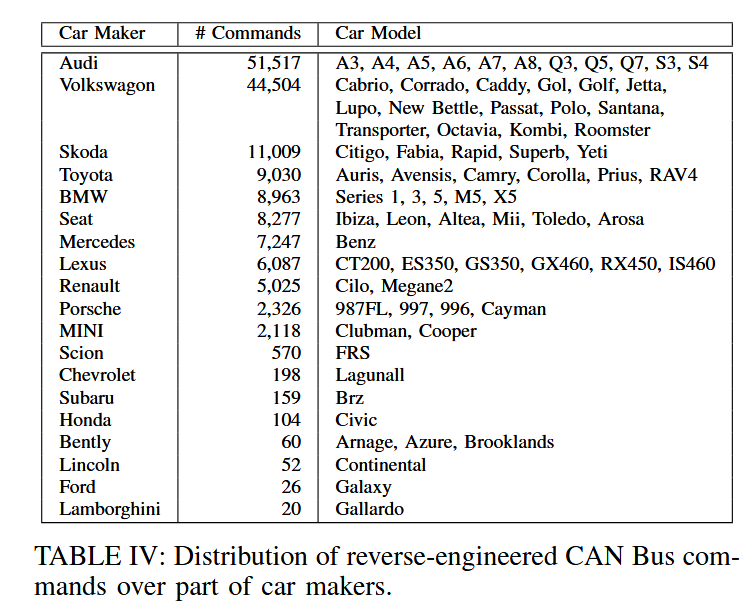 Car Maker # Commands Car Model
Audi 51,517 A3, A4, A5, A6, A7, A8, Q3, Q5, Q7, S3, S4
Volkswagon 44,504 Cabrio, Corrado, Caddy, Gol, Golf, Jetta,
Lupo, New Bettle, Passat, Polo, Santana,
Transporter, Octavia, Kombi, Roomster
Skoda 11,009 Citigo, Fabia, Rapid, Superb, Yeti
Toyota 9,030 Auris, Avensis, Camry, Corolla, Prius, RAV4
BMW 8,963 Series 1, 3, 5, M5, X5
Seat 8,277 Ibiza, Leon, Altea, Mii, Toledo, Arosa
Mercedes 7,247 Benz
Lexus 6,087 CT200, ES350, GS350, GX460, RX450, IS460
Renault 5,025 Cilo, Megane2
Porsche 2,326 987FL, 997, 996, Cayman
MINI 2,118 Clubman, Cooper
Scion 570 FRS
Chevrolet 198 Lagunall
Subaru 159 Brz
Honda 104 Civic
Bently 60 Arnage, Azure, Brooklands
Lincoln 52 Continental
Ford 26 Galaxy
Lamborghini 20 Gallardo
TABLE IV: Distribution of reverse-engineered CAN Bus com-
mands over part of car makers.